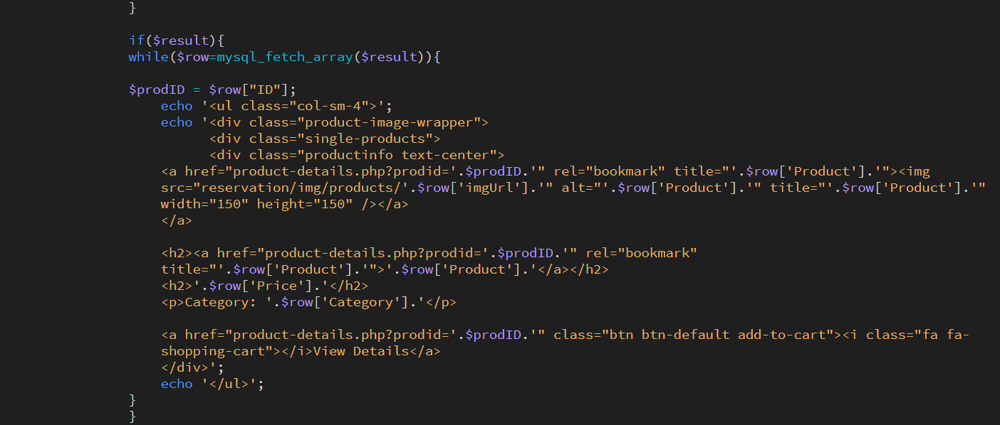 }
if($result){
while($row=mysql_fetch_array($result)){
$prodID = $row["ID"];
echo '<ul class="col-sm-4">';
echo '<div class="product-image-wrapper">
<div class="single-products">
<div class="productinfo text-center">
<a href="product-details.php?prodid='.$prodID.'" rel="bookmark" title="'.$row['Product'].'"><img
src="reservation/img/products/'.$row['imgUrl'].'" alt="'.$row['Product'].'" title="'.$row['Product'].'"
width="150" height="150" /></a>
</a>
<h2><a href="product-details.php?prodid='.$prodID.'" rel="bookmark"
title="'.$row['Product'].'">'.$row['Product'].'</a></h2>
<h2>'.$row['Price'].'</h2>
<p>Category: '.$row['Category'].'</p>
<a href="product-details.php?prodid='.$prodID.'" class="btn btn-default add-to-cart"><i class="fa fa-
shopping-cart"></i>View Details</a>
</div>';
echo '</ul>';
}
}